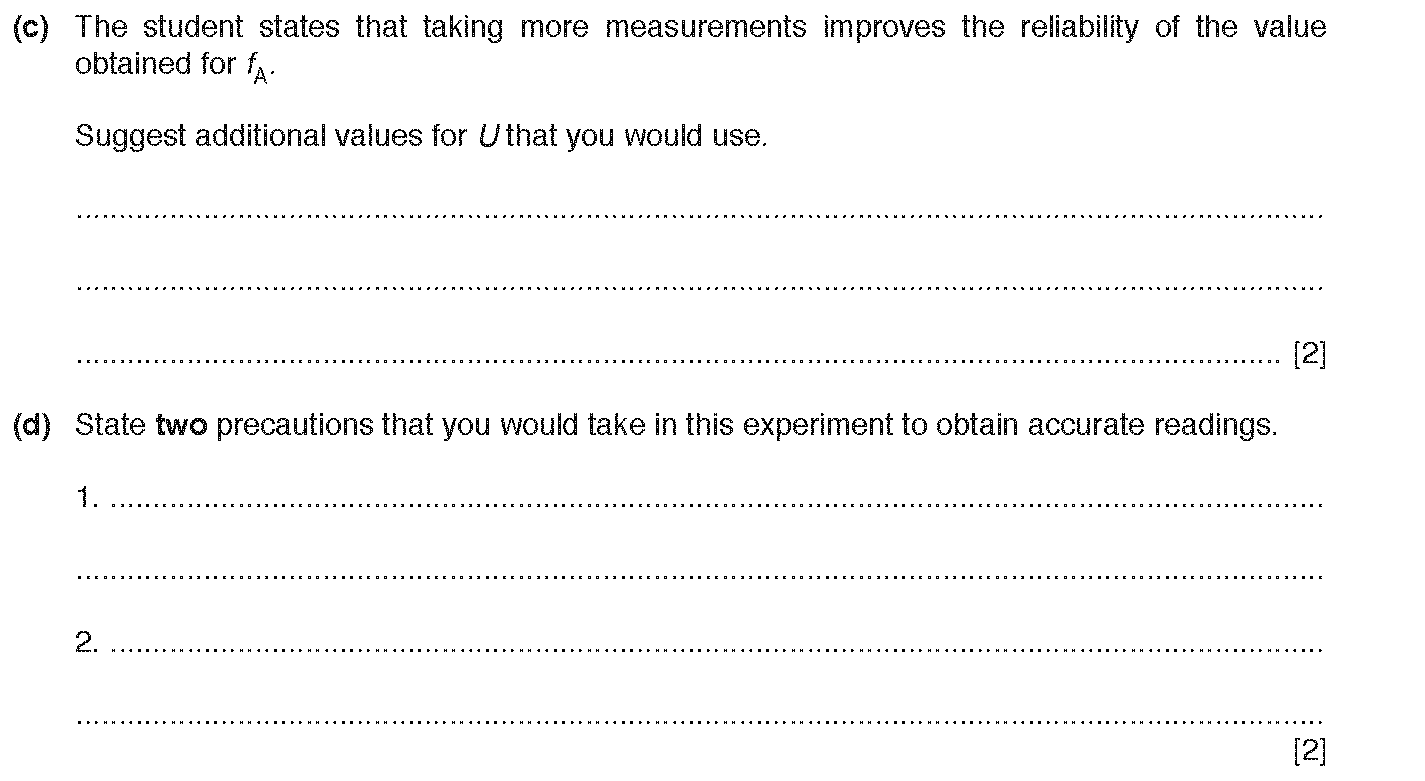 (c) The student states that taking more measurements improves the reliability of the value
obtained for fA.
Suggest additional values for U that you would use.
..........................................................................................................................................
..........................................................................................................................................
.................................................................................................................................... [2]
(d) State two precautions that you would take in this experiment to obtain accurate readings.
1. ......................................................................................................................................
..........................................................................................................................................
2. ......................................................................................................................................
..........................................................................................................................................
[2]